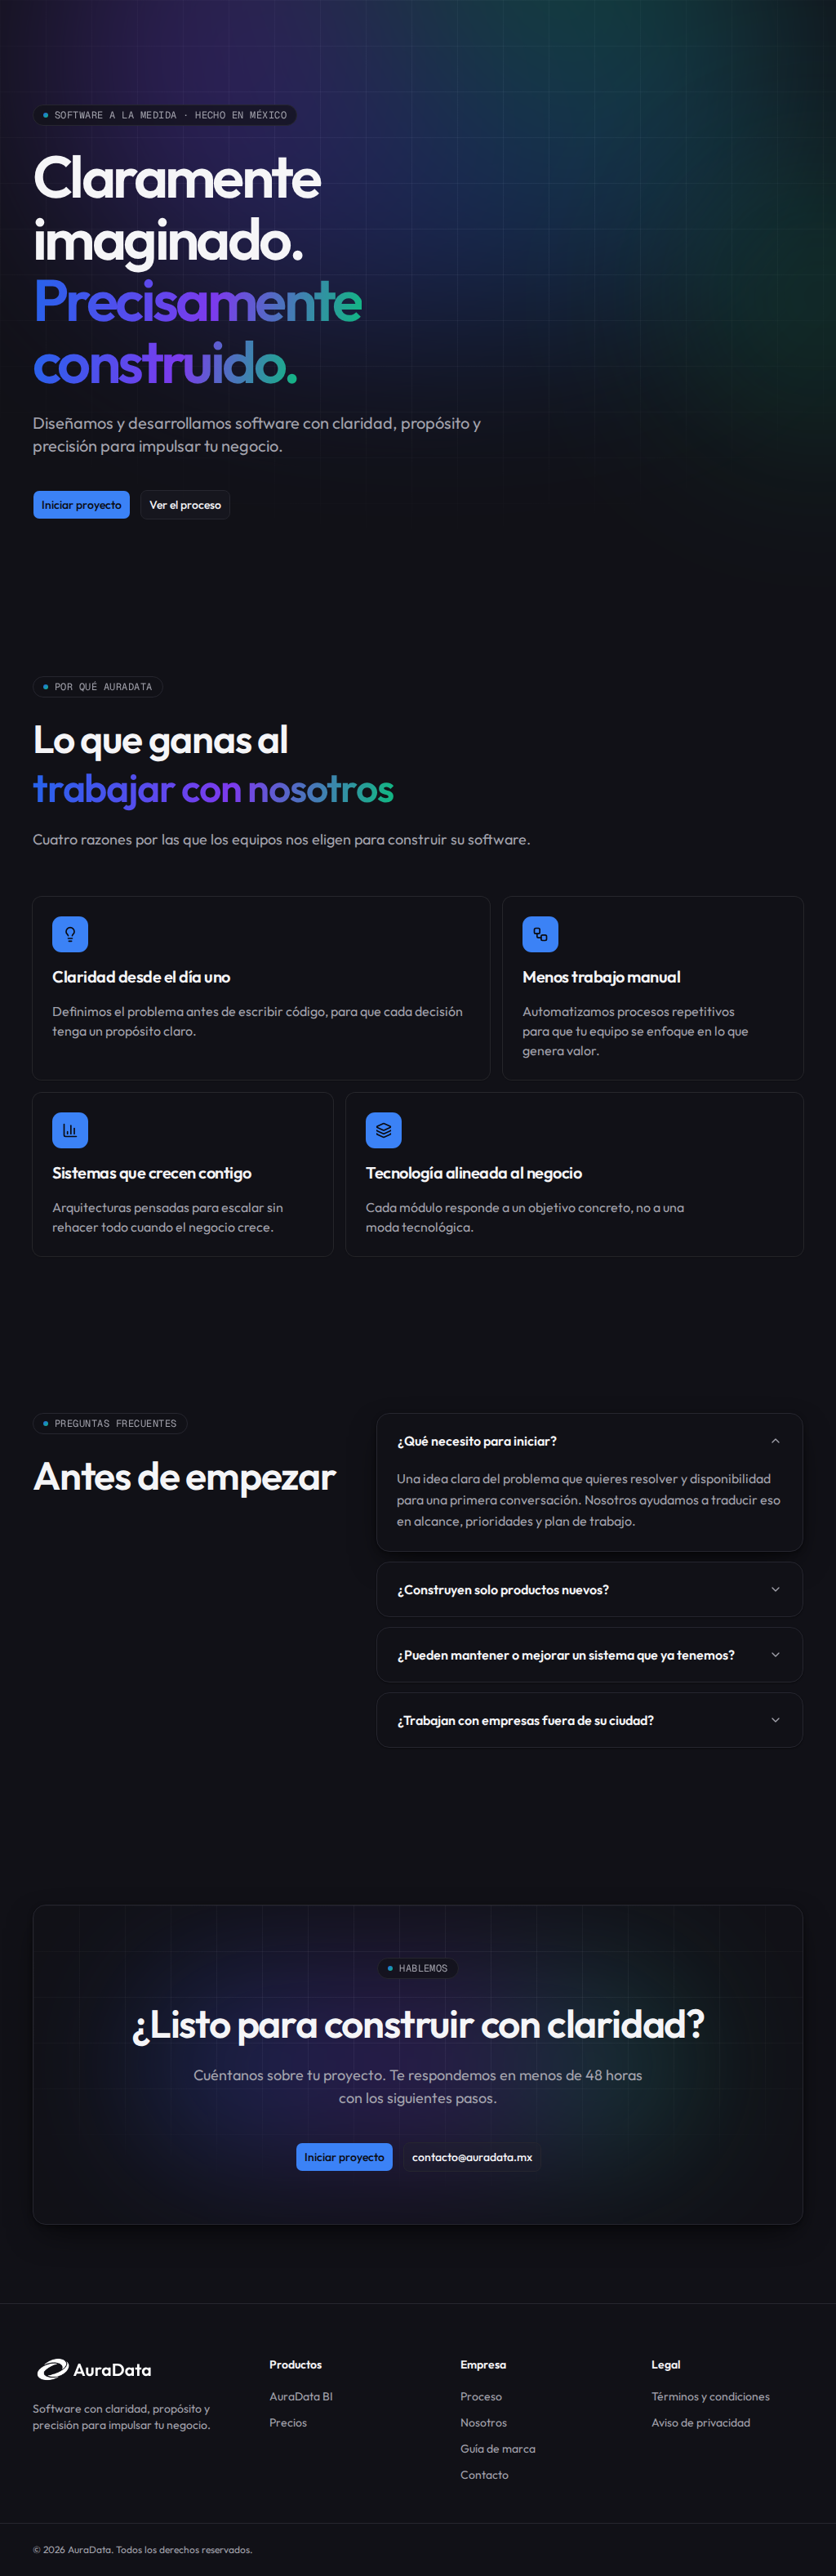 SOFTWARE A LA MEDIDA · HECHO EN MÉXICO
Claramente
imaginado.
Precisamente
construido.
Diseñamos y desarrollamos software con claridad, propósito y
precisión para impulsar tu negocio.
Iniciar proyecto
Ver el proceso
POR QUÉ AURADATA
Lo que ganas al
trabajar con nosotros
Cuatro razones por las que los equipos nos eligen para construir su software.
Claridad desde el día uno
Definimos el problema antes de escribir código, para que cada decisión
tenga un propósito claro.
Menos trabajo manual
Automatizamos procesos repetitivos
para que tu equipo se enfoque en lo que
genera valor.
Sistemas que crecen contigo
Arquitecturas pensadas para escalar sin
rehacer todo cuando el negocio crece.
Tecnología alineada al negocio
Cada módulo responde a un objetivo concreto, no a una
moda tecnológica.
PREGUNTAS FRECUENTES
Antes de empezar
¿Qué necesito para iniciar?
Una idea clara del problema que quieres resolver y disponibilidad
para una primera conversación. Nosotros ayudamos a traducir eso
en alcance, prioridades y plan de trabajo.
¿Construyen solo productos nuevos?
¿Pueden mantener o mejorar un sistema que ya tenemos?
¿Trabajan con empresas fuera de su ciudad?
HABLEMOS
¿Listo para construir con claridad?
Cuéntanos sobre tu proyecto. Te respondemos en menos de 48 horas
con los siguientes pasos.
Iniciar proyecto
contacto@auradata.mx
AuraData
Software con claridad, propósito y
precisión para impulsar tu negocio.
Productos
AuraData BI
Precios
Empresa
Proceso
Nosotros
Guía de marca
Contacto
Legal
Términos y condiciones
Aviso de privacidad
© 2026 AuraData. Todos los derechos reservados.